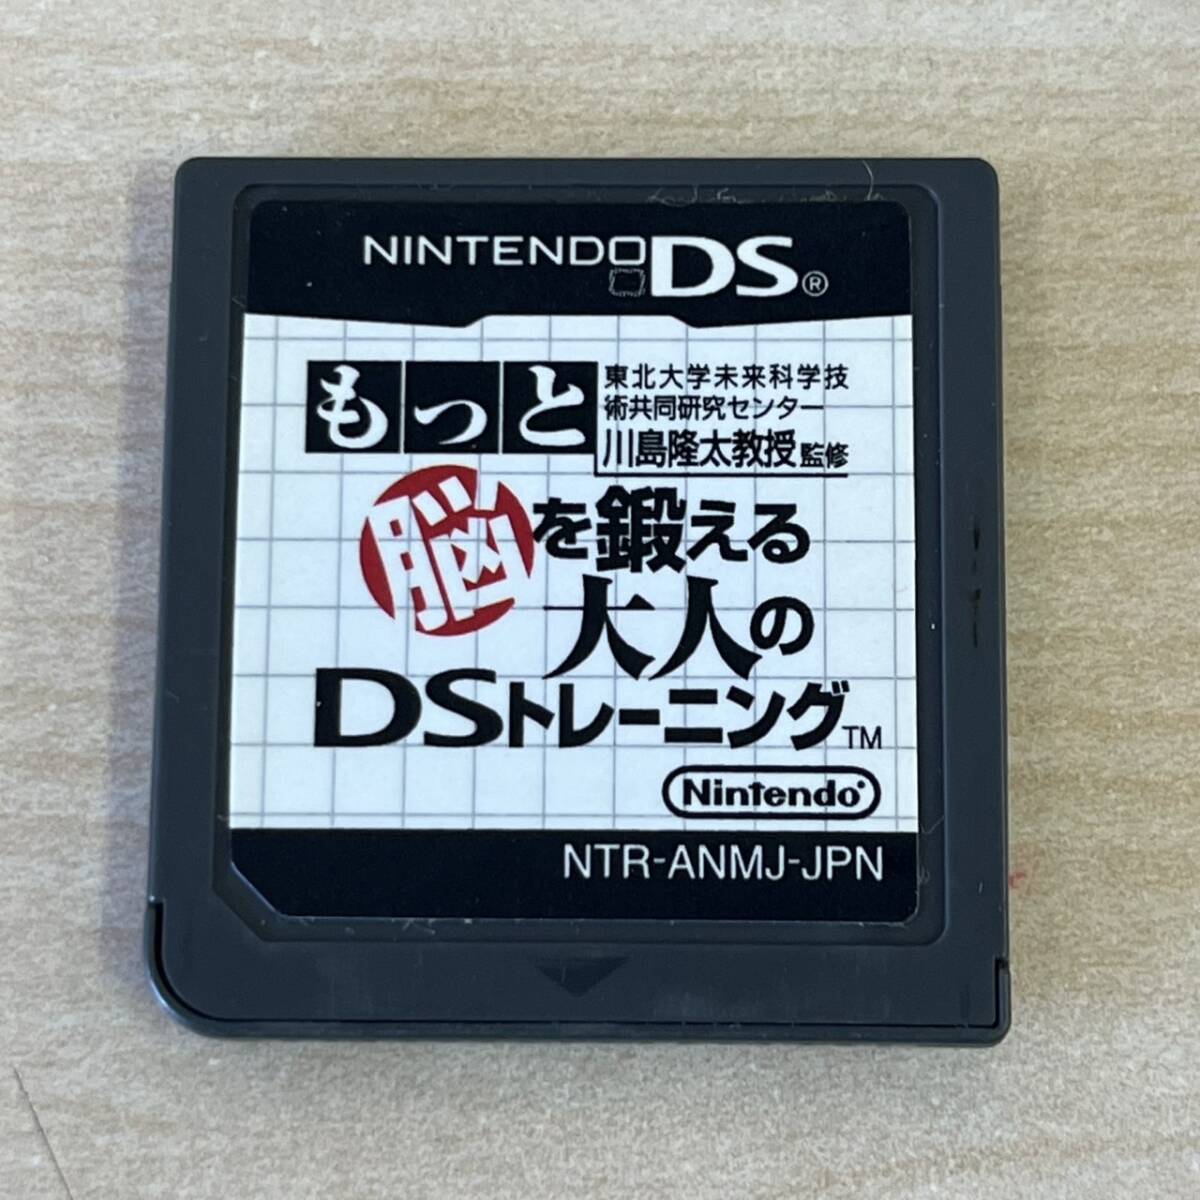 NINTENDO DS®
もっと
東北大学未来科学技
術共同研究センター
川島隆太教授監修
脳を鍛える
大人の
DSトレーニング™
Nintendo®
NTR-ANMJ-JPN